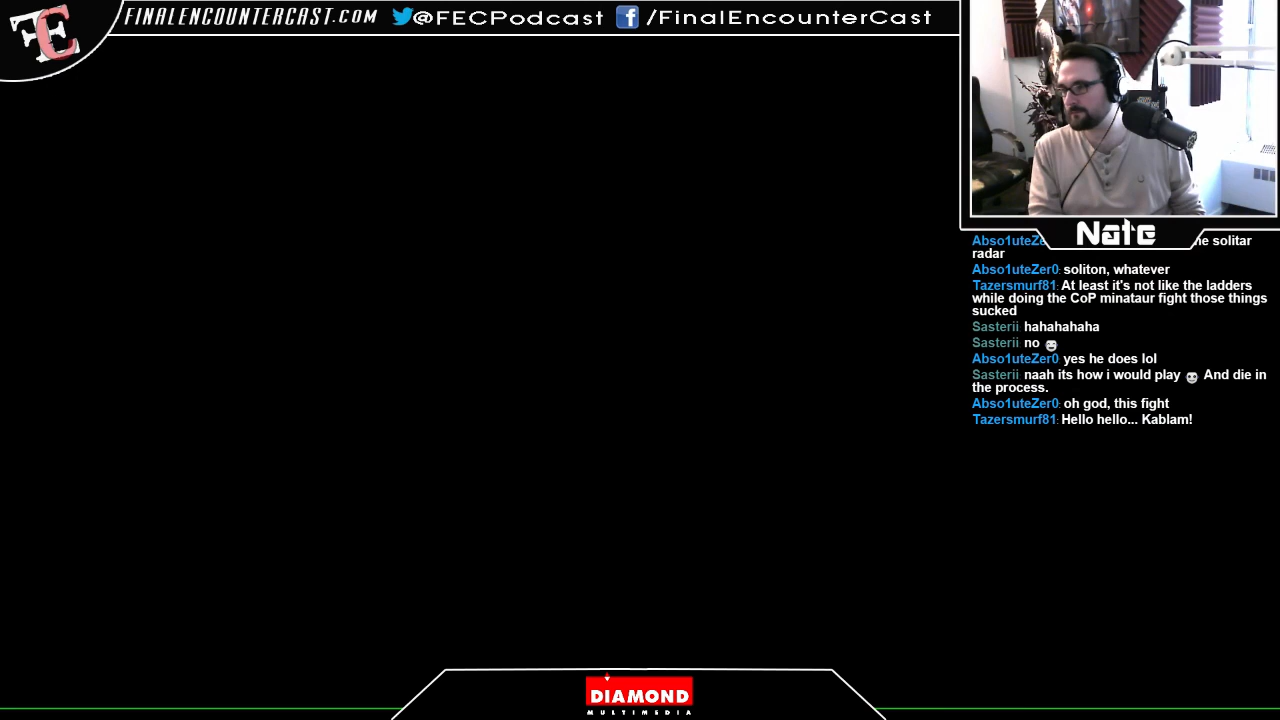 FINALENCOUNTERCAST.COM @FECPodcast /FinalEncounterCast
FEC
Nate
Abso1uteZe he solitar
radar
Abso1uteZer0: soliton, whatever
Tazersmurf81: At least it's not like the ladders
while doing the CoP minataur fight those things
sucked
Sasterii hahahahaha
Sasterii no
Abso1uteZer0: yes he does lol
Sasterii naah its how i would play And die in
the process.
Abso1uteZer0: oh god, this fight
Tazersmurf81: Hello hello... Kablam!
DIAMOND
MULTIMEDIA